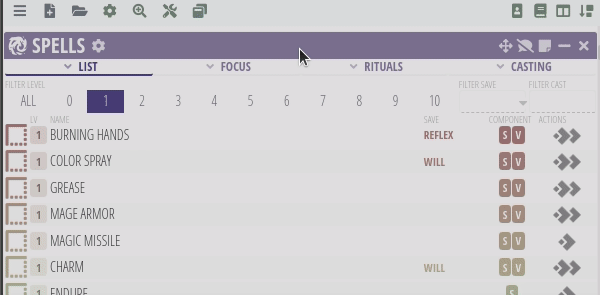 SPELLS
LIST FOCUS RITUALS CASTING
FILTER LEVEL FILTER SAVE FILTER CAST
ALL 0 1 2 3 4 5 6 7 8 9 10
LV NAME SAVE COMPONENT ACTIONS
1 BURNING HANDS REFLEX S V
1 COLOR SPRAY WILL S V
1 GREASE S V
1 MAGE ARMOR S V
1 MAGIC MISSILE S V
1 CHARM WILL S V
1 ENDURE S